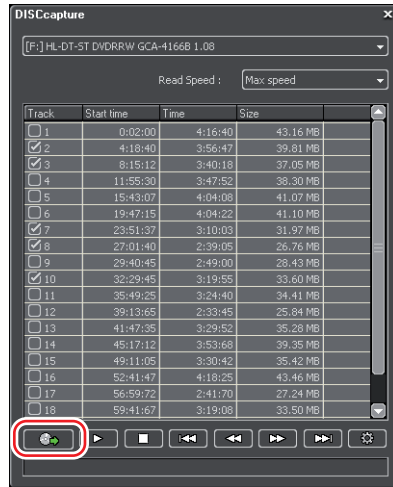 DISCcapture x
[F:] HL-DT-ST DVDRRW GCA-4166B 1.08
Read Speed : Max speed
Track Start time Time Size
1 0:02:00 4:16:40 43.16 MB
2 4:18:40 3:56:47 39.81 MB
3 8:15:12 3:40:18 37.05 MB
4 11:55:30 3:47:52 38.30 MB
5 15:43:07 4:04:08 41.07 MB
6 19:47:15 4:04:22 41.10 MB
7 23:51:37 3:10:03 31.97 MB
8 27:01:40 2:39:05 26.76 MB
9 29:40:45 2:49:00 28.43 MB
10 32:29:45 3:19:55 33.60 MB
11 35:49:25 3:24:40 34.41 MB
12 39:13:65 2:33:45 25.84 MB
13 41:47:35 3:29:52 35.28 MB
14 45:17:12 3:53:68 39.35 MB
15 49:11:05 3:30:42 35.42 MB
16 52:41:47 4:18:25 43.46 MB
17 56:59:72 2:41:70 27.24 MB
18 59:41:67 3:19:08 33.50 MB